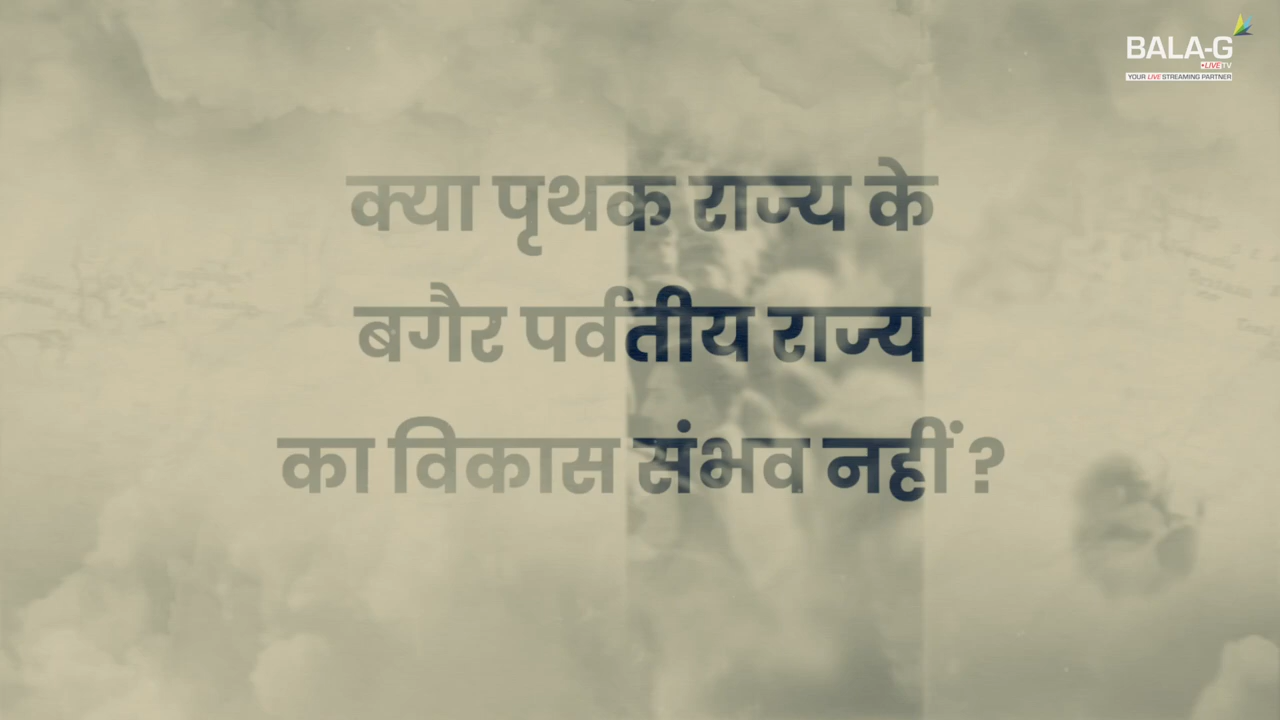 BALA-G
LIVE TV
YOUR LIVE STREAMING PARTNER
क्या पृथक राज्य के
बगैर पर्वतीय राज्य
का विकास संभव नहीं ?